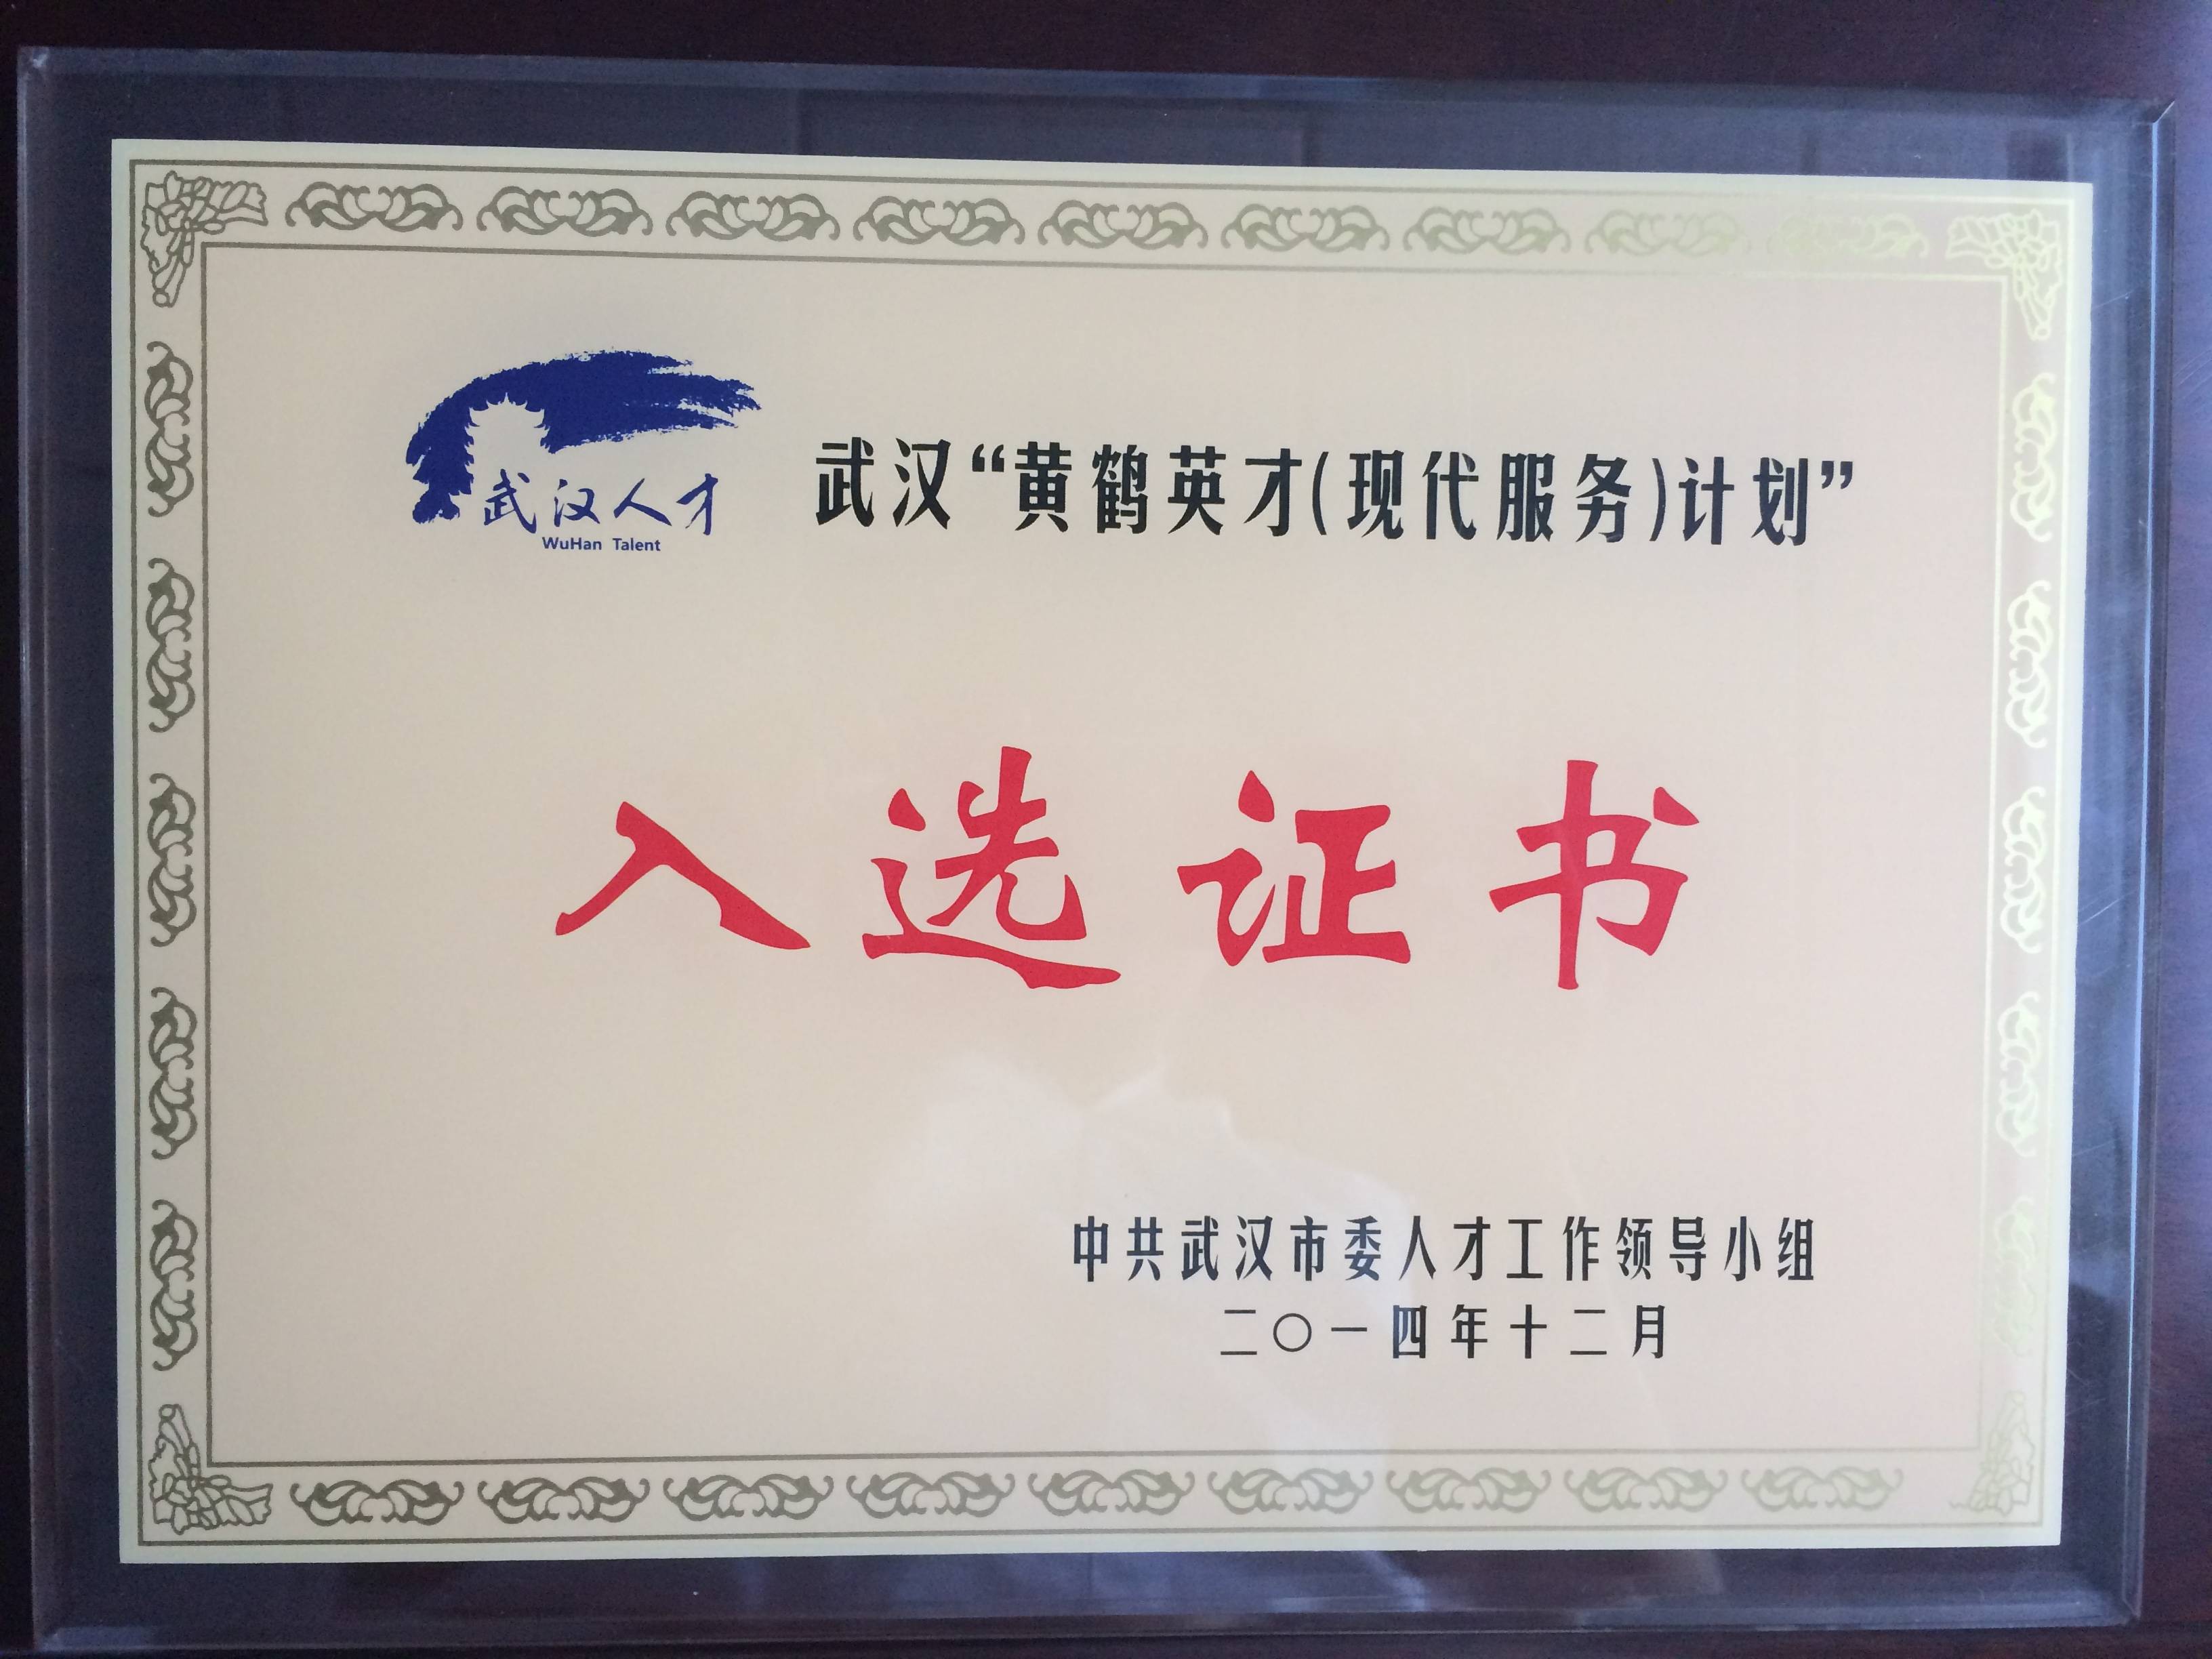 武汉人才
WuHan Talent
武汉“黄鹤英才(现代服务)计划”
入选证书
中共武汉市委人才工作领导小组
二〇一四年十二月